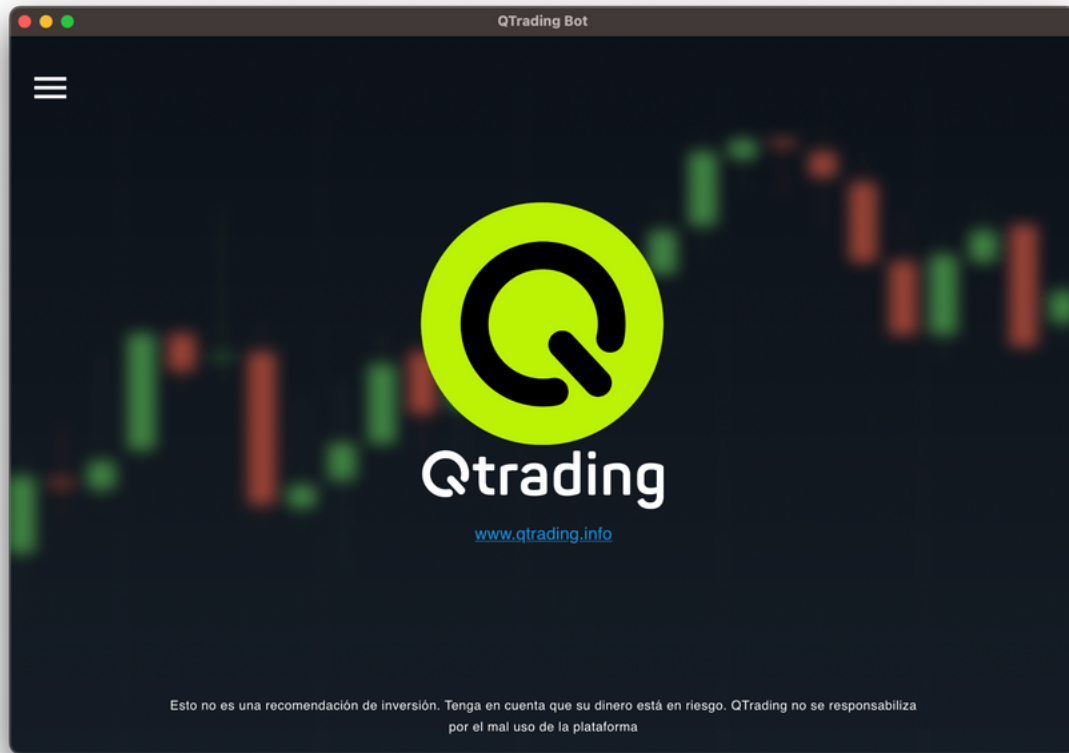 QTrading Bot
Qtrading
www.qtrading.info
Esto no es una recomendación de inversión. Tenga en cuenta que su dinero está en riesgo. QTrading no se responsabiliza
por el mal uso de la plataforma